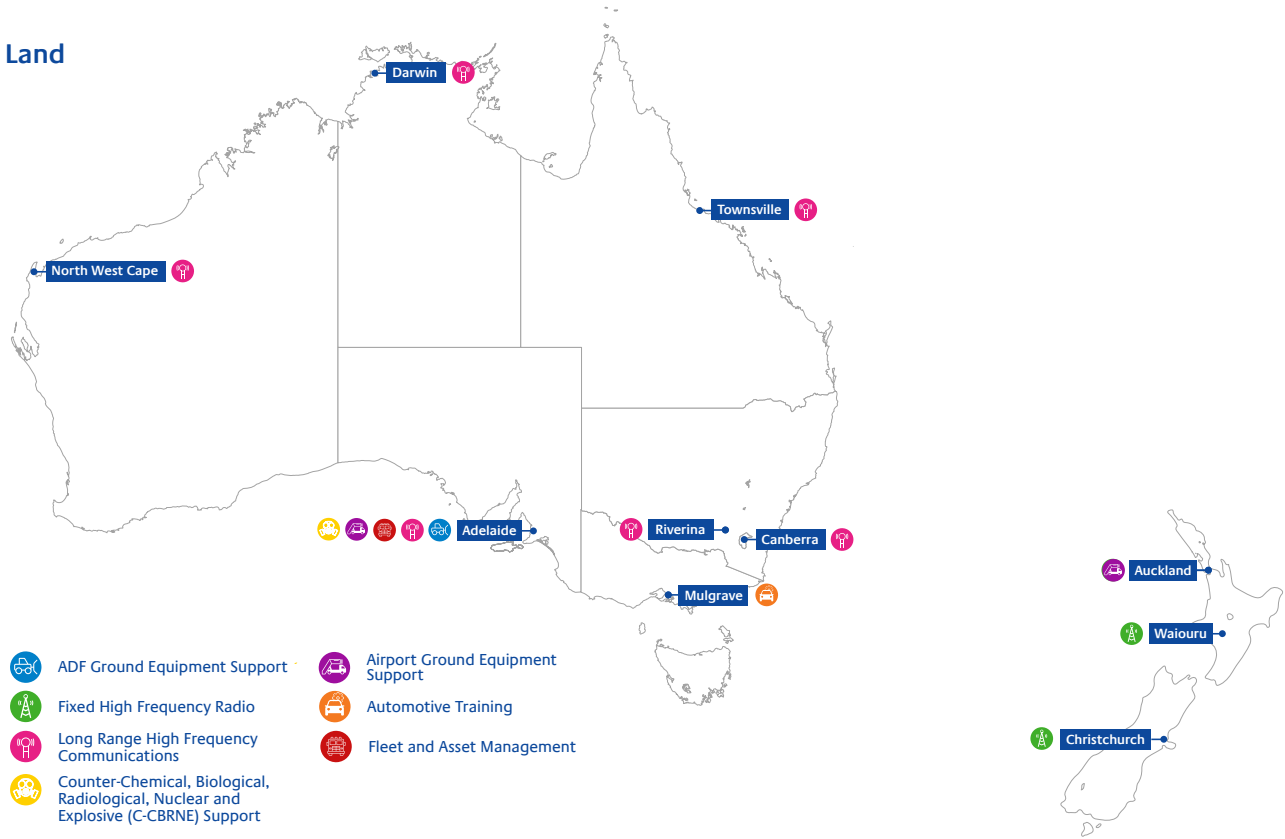 Land
Darwin
Townsville
North West Cape
Adelaide
Riverina
Canberra
Mulgrave
Auckland
Waiouru
Christchurch
ADF Ground Equipment Support
Fixed High Frequency Radio
Long Range High Frequency
Communications
Counter-Chemical, Biological,
Radiological, Nuclear and
Explosive (C-CBRNE) Support
Airport Ground Equipment
Support
Automotive Training
Fleet and Asset Management